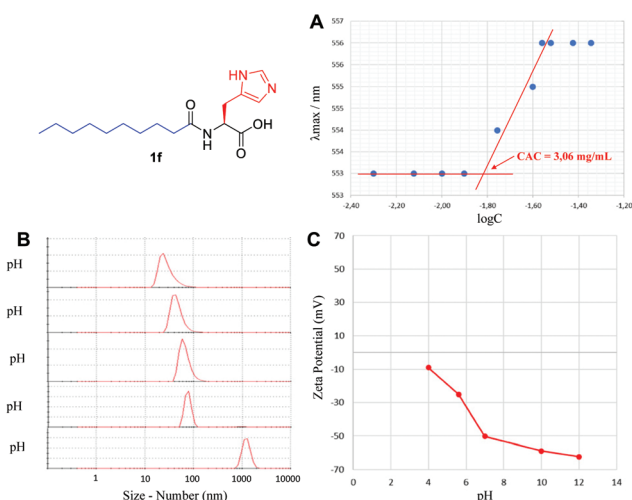 HN
N
O
N
H
OH
O
1f
A
557
556
556
555
555
554
554
553
553
λmax / nm
-2,40 -2,20 -2,00 -1,80 -1,60 -1,40 -1,20
logC
CAC = 3,06 mg/mL
B
pH
pH
pH
pH
pH
1 10 100 1000 10000
Size - Number (nm)
C
70
50
30
10
-10
-30
-50
-70
Zeta Potential (mV)
0 2 4 6 8 10 12 14
pH